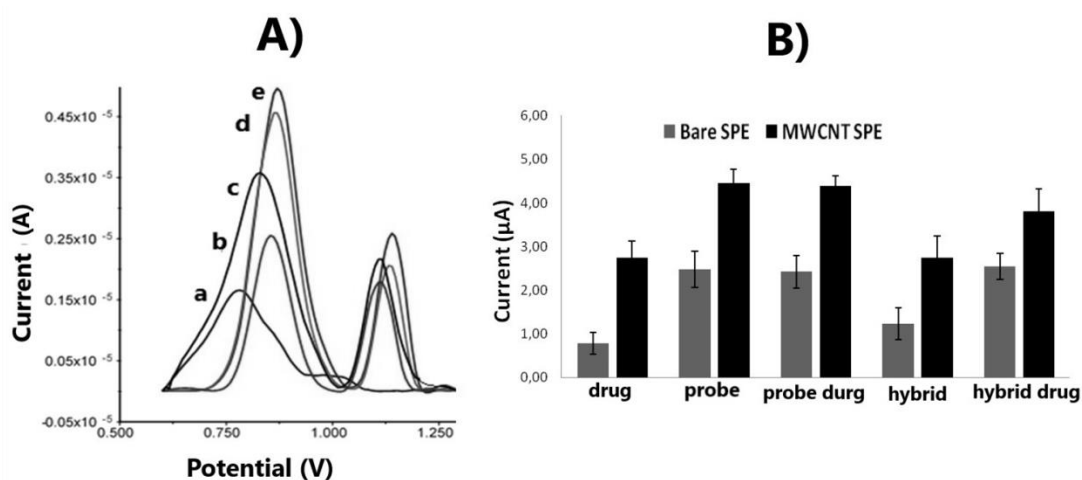 A)
e
d
c
b
a
0.45x10 -5
0.35x10 -5
0.25x10 -5
0.15x10 -5
0.05x10 -5
-0.05x10 -5
0.500
0.750
1.000
1.250
Current (A)
Potential (V)
B)
Bare SPE
MWCNT SPE
6,00
5,00
4,00
3,00
2,00
1,00
0,00
Current (µA)
drug
probe
probe durg
hybrid
hybrid drug